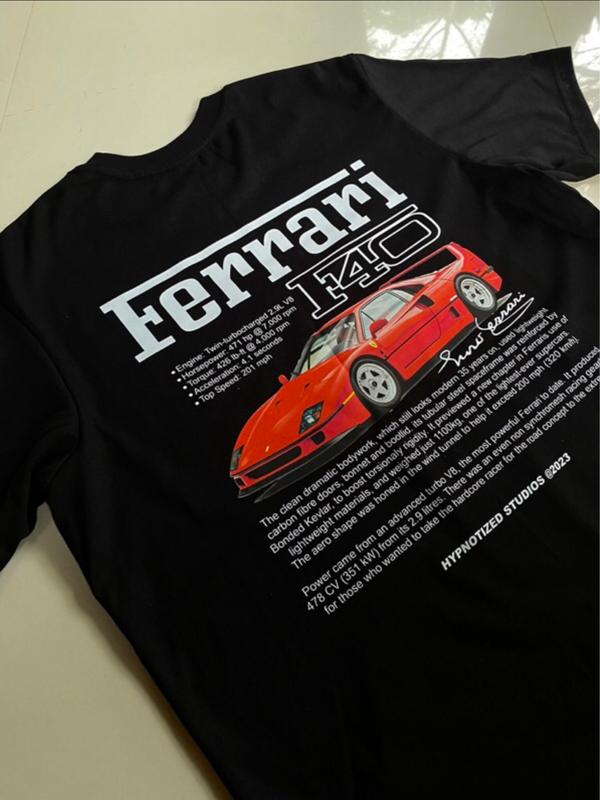 Ferrari
F40
• Engine: Twin-turbocharged 2.9L V8
• Horsepower: 471 hp @ 7,000 rpm
• Torque: 426 lb-ft @ 4,000 rpm
• Acceleration: 4.1 seconds
• Top Speed: 201 mph
The clean dramatic bodywork, which still looks modern 35 years on, used lightweight
carbon fibre doors, bonnet and bootlid, its tubular steel spaceframe was reinforced by
Bonded Kevlar, to boost torsionaly rigidly. It previewed a new chapter in Ferraris use of
lightweight materials, and weighed just 1100kg, one of the lightest-ever supercars.
The aero shape was honed in the wind tunnel to help it exceed 200 mph (320 kmh).
Power came from an advanced turbo V8, the most powerful Ferrari to date. It produced
478 CV (351 kW) from its 2.9 litres. There was an even non synchromesh racing gear
for those who wanted to take the hardcore racer for the road concept to the extre
HYPNOTIZED STUDIOS @2023